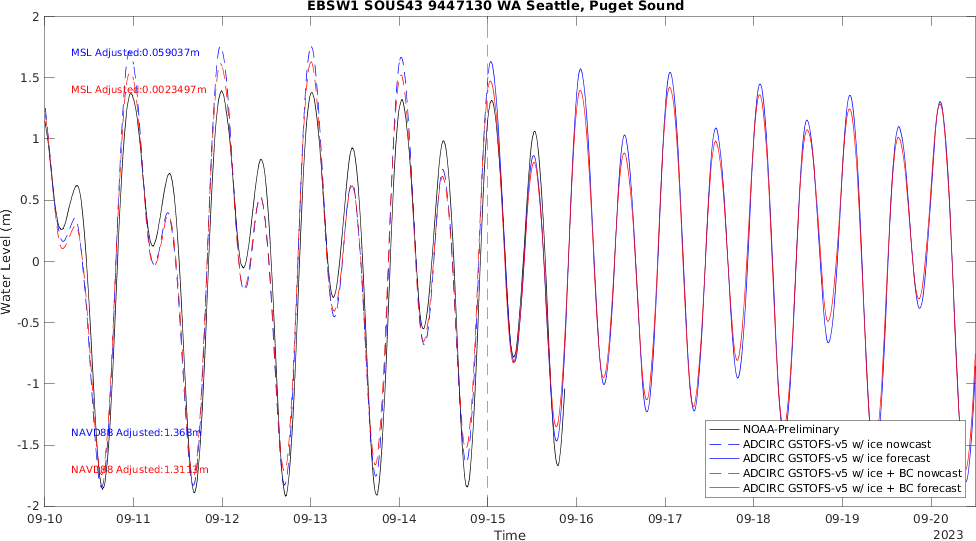 EBSW1 SOUS43 9447130 WA Seattle, Puget Sound
2
1.5
1
0.5
0
-0.5
-1
-1.5
-2
Water Level (m)
MSL Adjusted:0.059037m
MSL Adjusted:0.0023497m
NAVD88 Adjusted:1.368m
NAVD88 Adjusted:1.3113m
NOAA-Preliminary
ADCIRC GSTOFS-v5 w/ ice nowcast
ADCIRC GSTOFS-v5 w/ ice forecast
ADCIRC GSTOFS-v5 w/ ice + BC nowcast
ADCIRC GSTOFS-v5 w/ ice + BC forecast
09-10 09-11 09-12 09-13 09-14 09-15 09-16 09-17 09-18 09-19 09-20
Time
2023